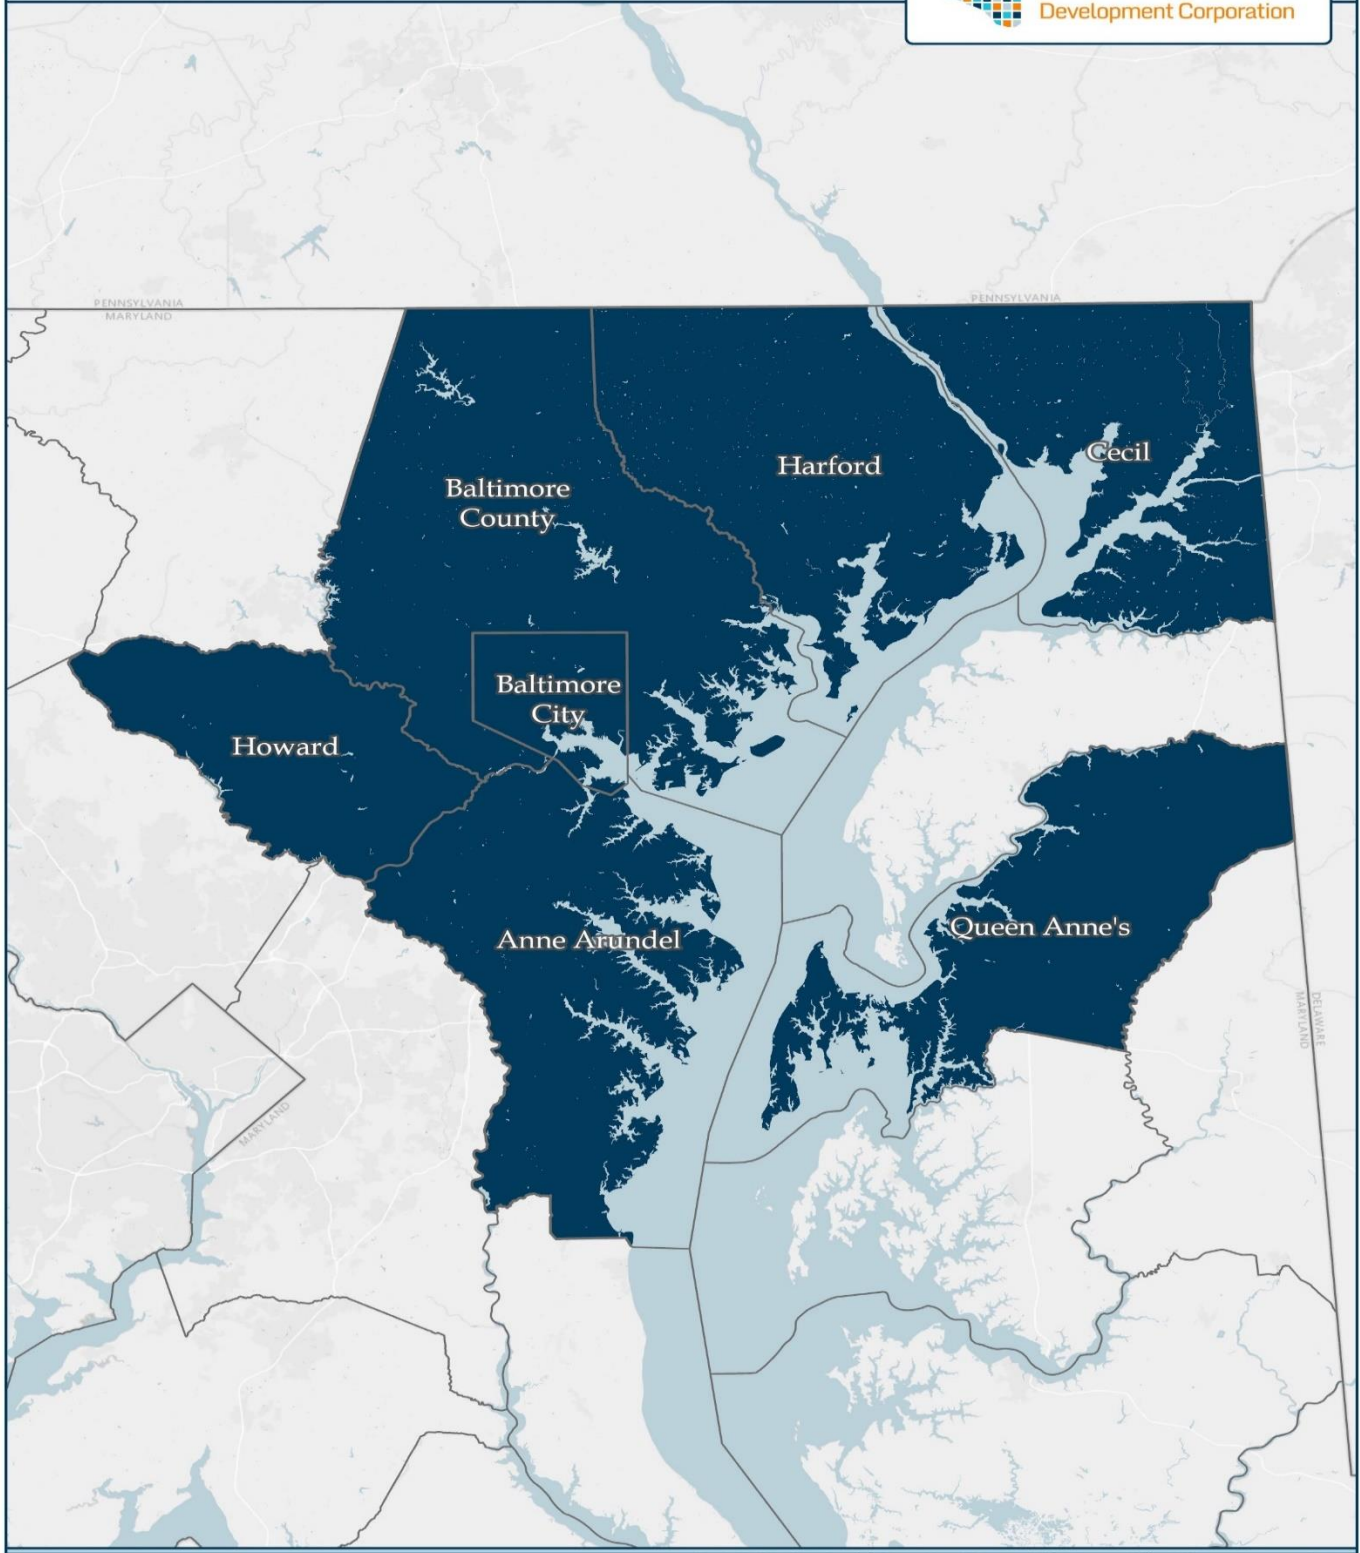 Development Corporation
PENNSYLVANIA
MARYLAND
PENNSYLVANIA
Cecil
Harford
Baltimore
County
Baltimore
City
Howard
Queen Anne's
Anne Arundel
DELAWARE
MARYLAND
MARYLAND